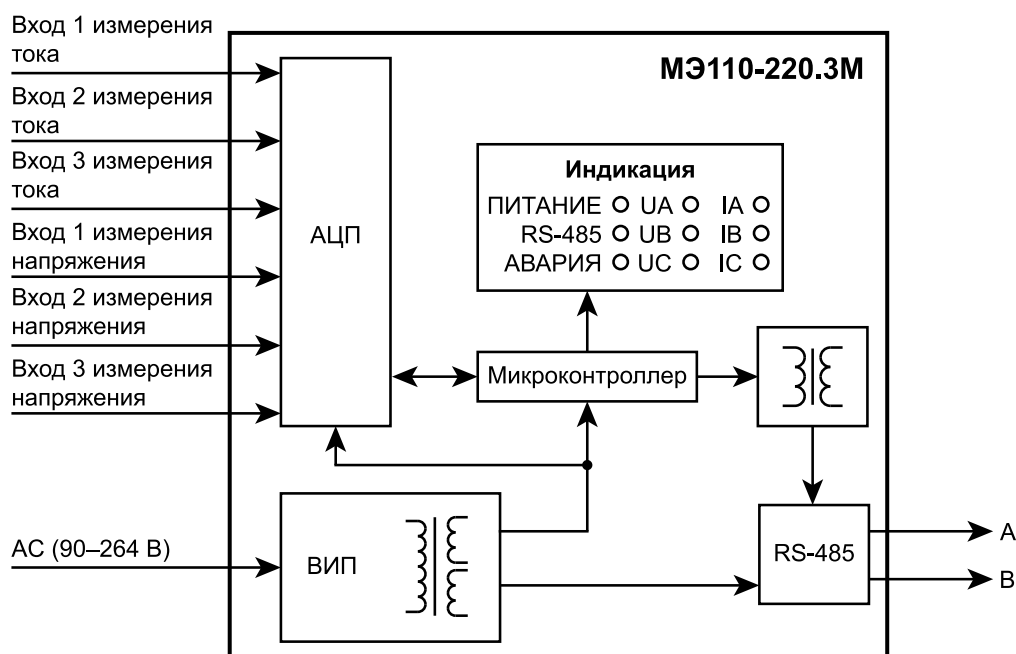 Вход 1 измерения
тока
Вход 2 измерения
тока
Вход 3 измерения
тока
Вход 1 измерения
напряжения
Вход 2 измерения
напряжения
Вход 3 измерения
напряжения
АС (90–264 В)
АЦП
МЭ110-220.3М
Индикация
ПИТАНИЕ UA IA
RS-485 UB IB
АВАРИЯ UC IC
Микроконтроллер
ВИП
RS-485
A
B